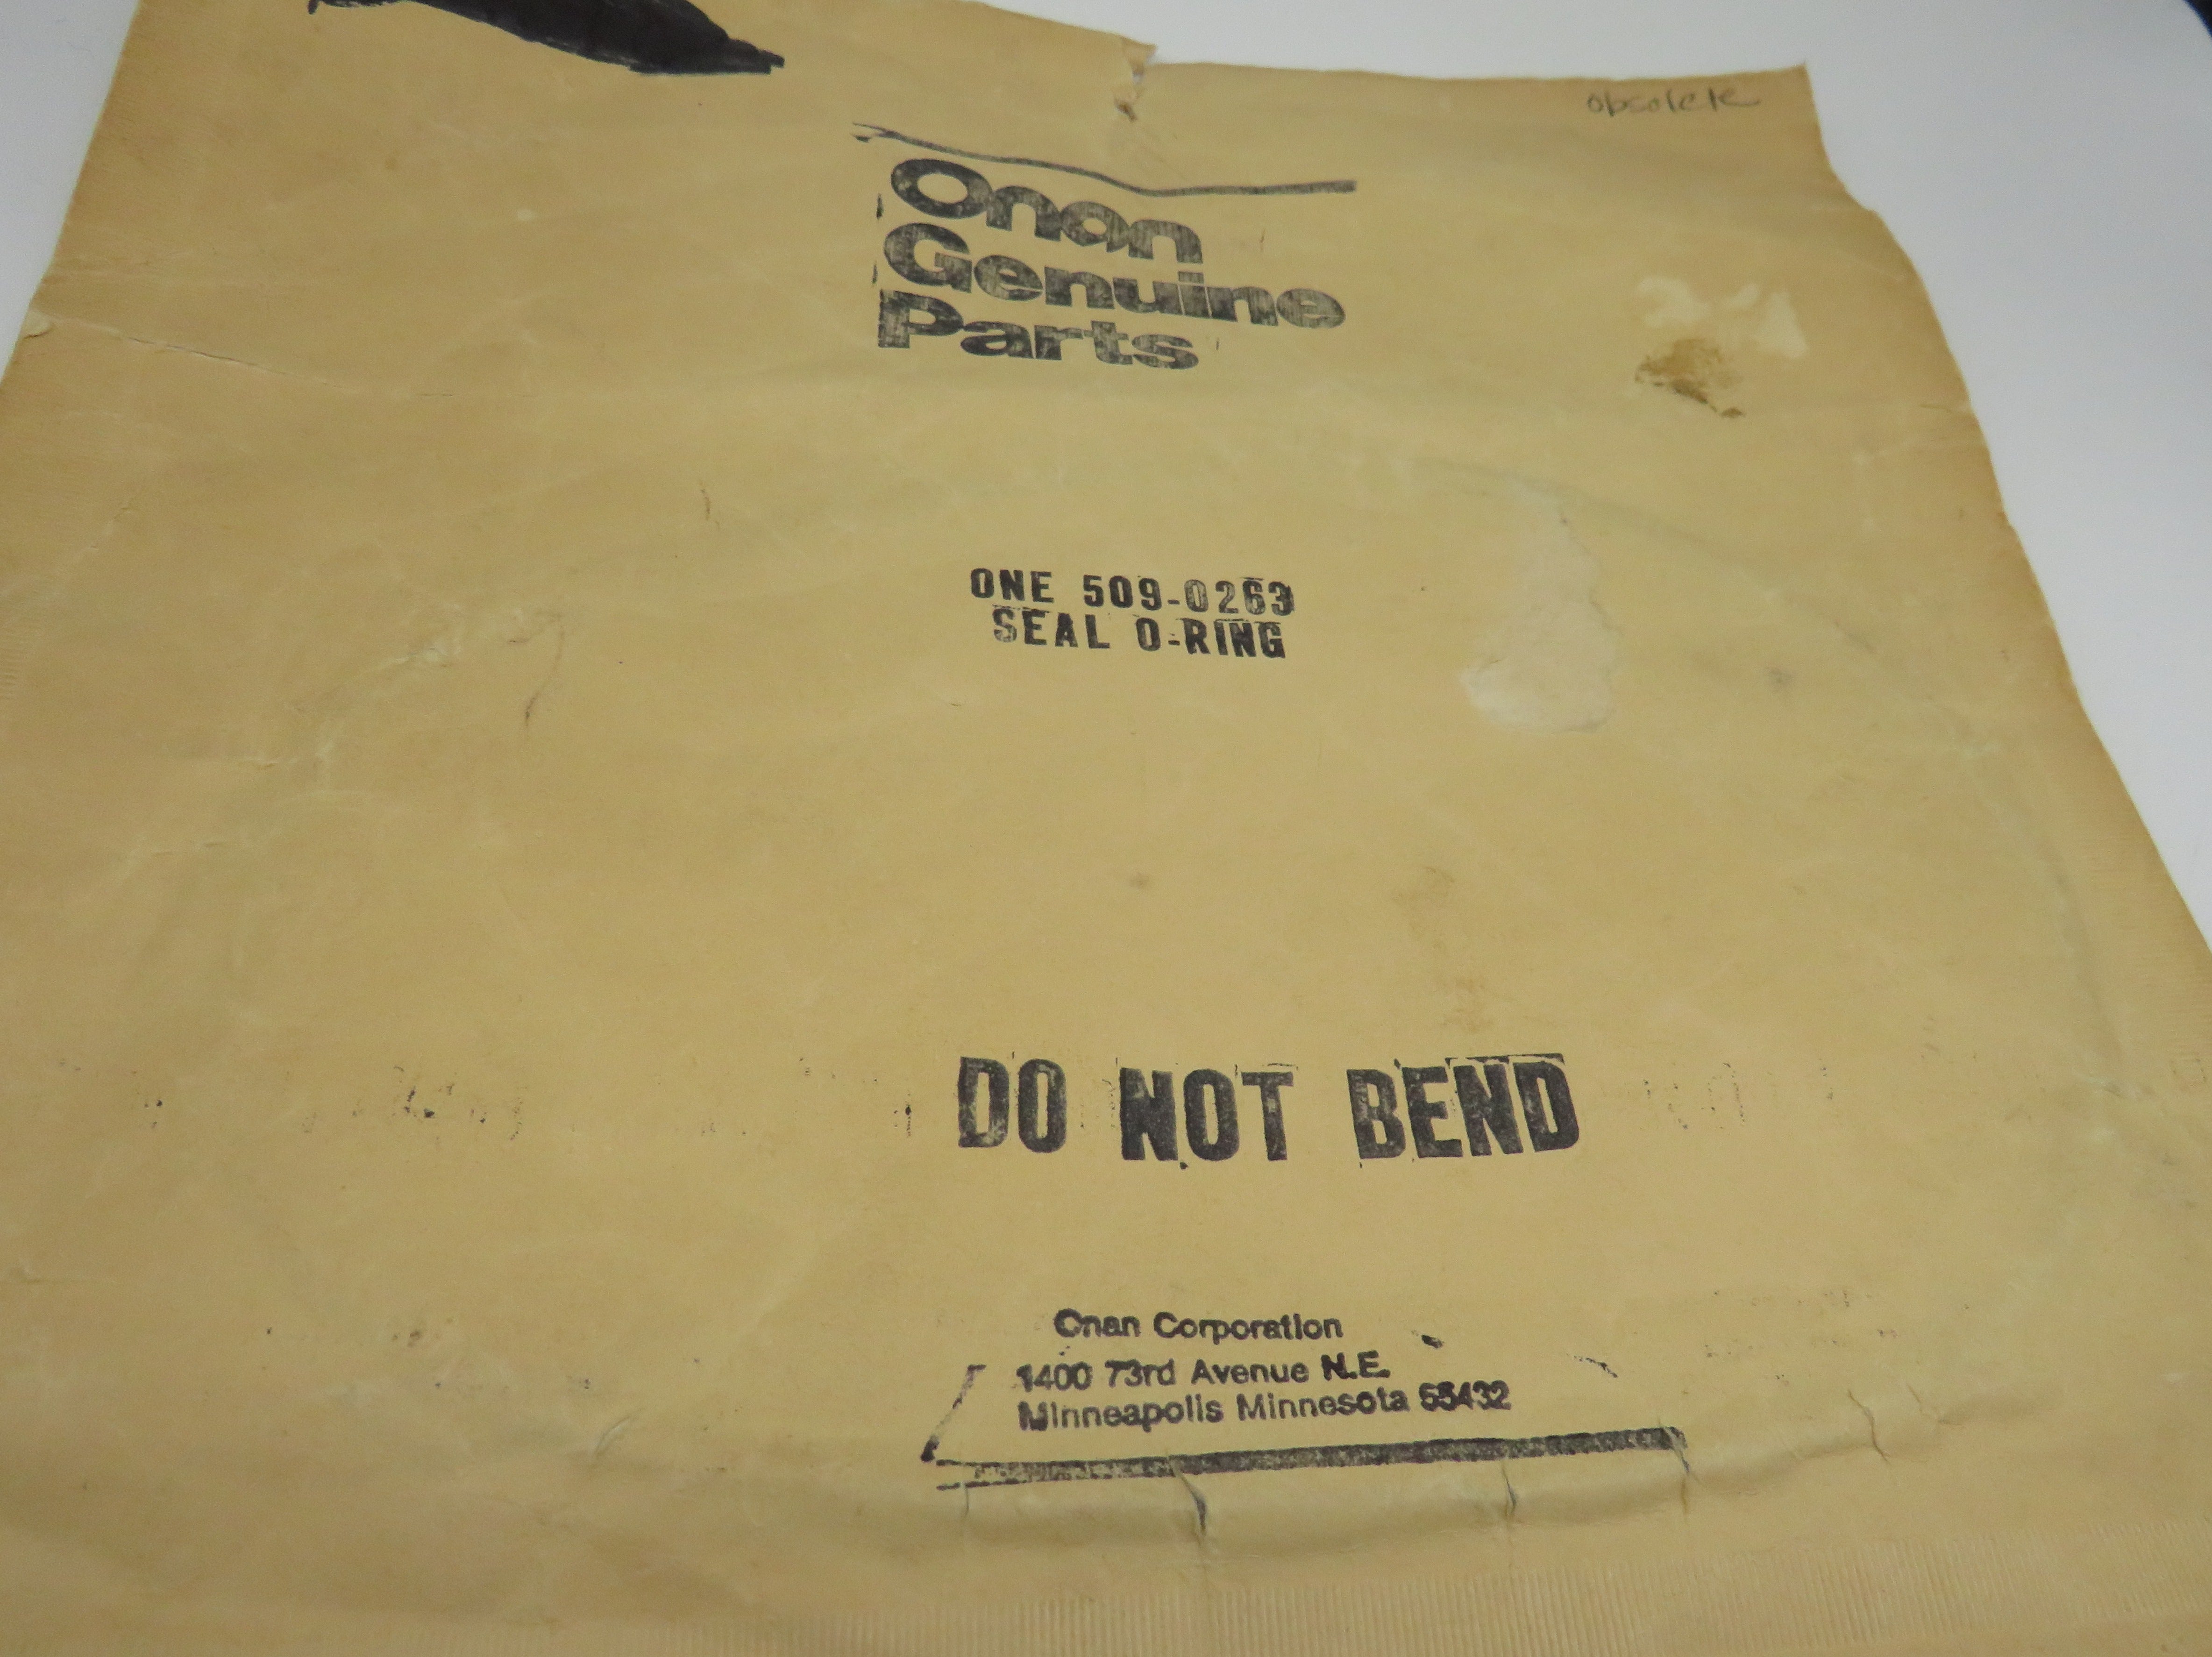 obsolete
Onan
Genuine
Parts
ONE 509-0263
SEAL O-RING
DO NOT BEND
Onan Corporation
1400 73rd Avenue N.E.
Minneapolis Minnesota 55432